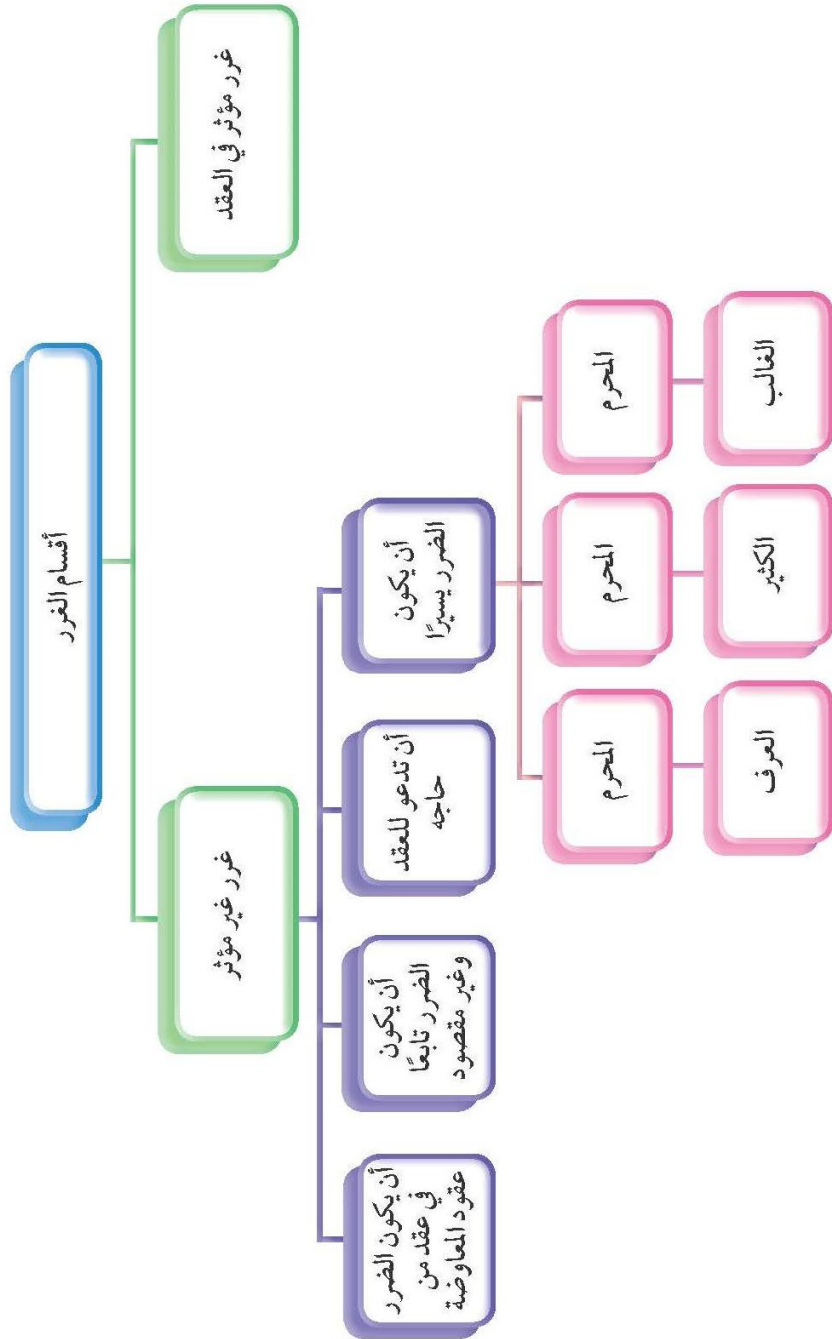 أقسام الغرر
غرر مؤثر في العقد
غرر غير مؤثر
أن يكون
الضرر يسيرًا
أن تدعو للعقد
حاجه
أن يكون
الضرر تابعًا
وغير مقصود
أن يكون الضرر
في عقد من
عقود المعاوضة
المحرم
المحرم
المحرم
الغالب
الكثير
العرف